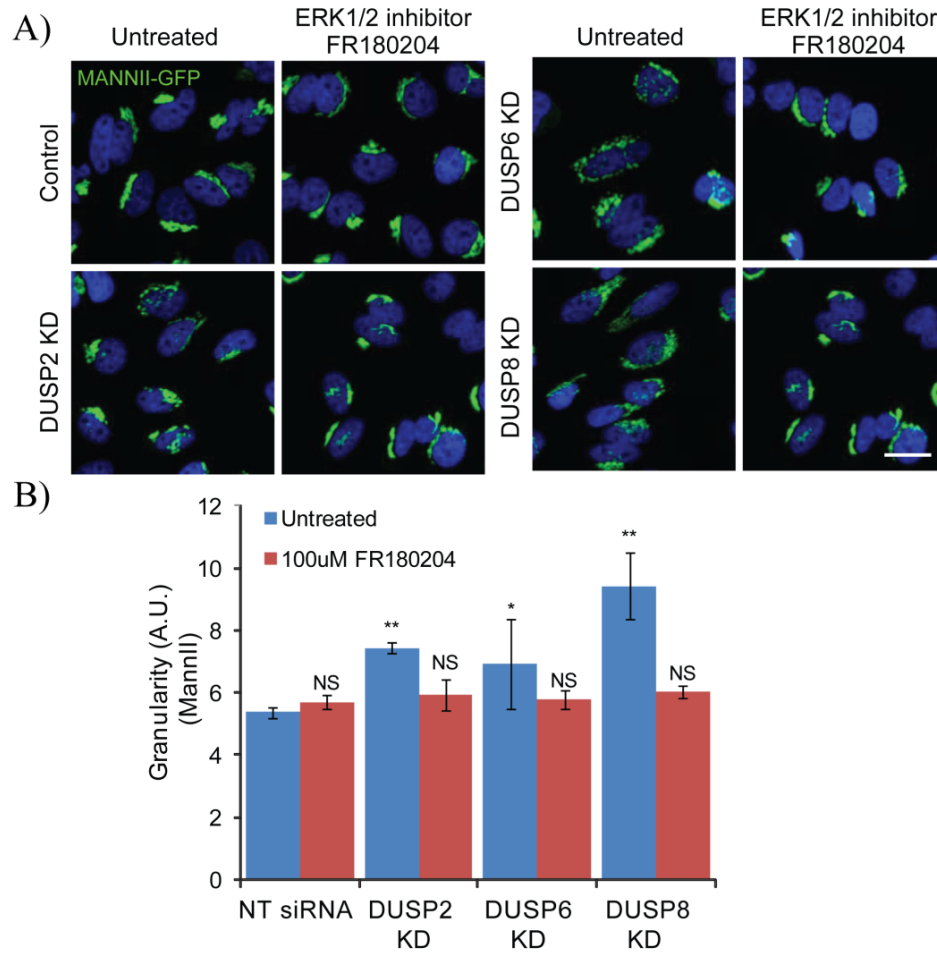 A)
Untreated
ERK1/2 inhibitor
FR180204
Untreated
ERK1/2 inhibitor
FR180204
MANNII-GFP
Control
DUSP6 KD
DUSP2 KD
DUSP8 KD
B)
Granularity (A.U.)
(MannII)
12
10
8
6
4
2
0
Untreated
100uM FR180204
NS
**
NS
*
NS
**
NS
NT siRNA
DUSP2
KD
DUSP6
KD
DUSP8
KD